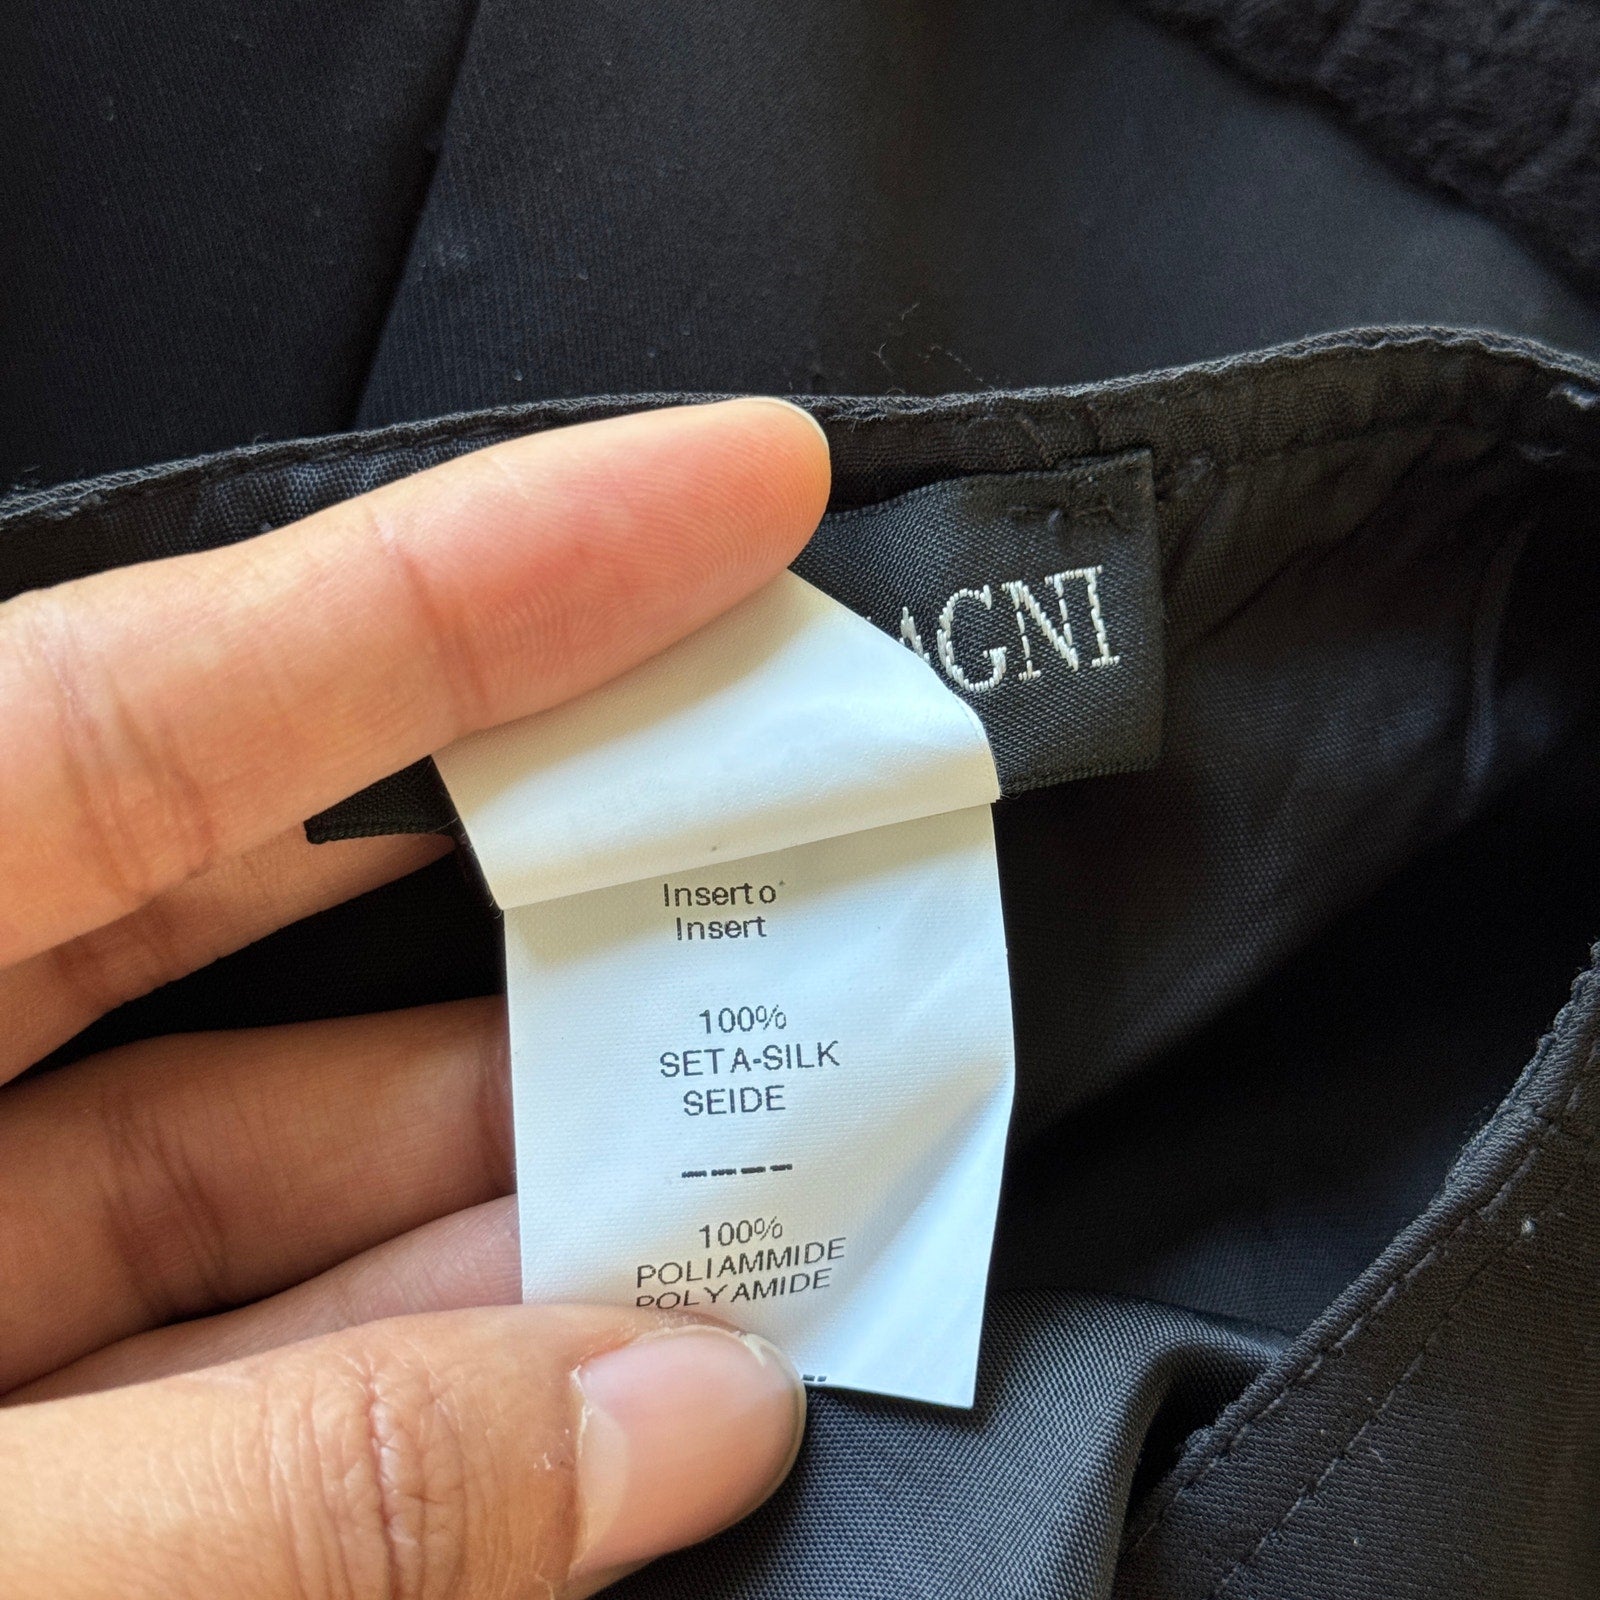 AGNI
Inserto
Insert
100%
SETA-SILK
SEIDE
----
100%
POLIAMMIDE
POLYAMIDE